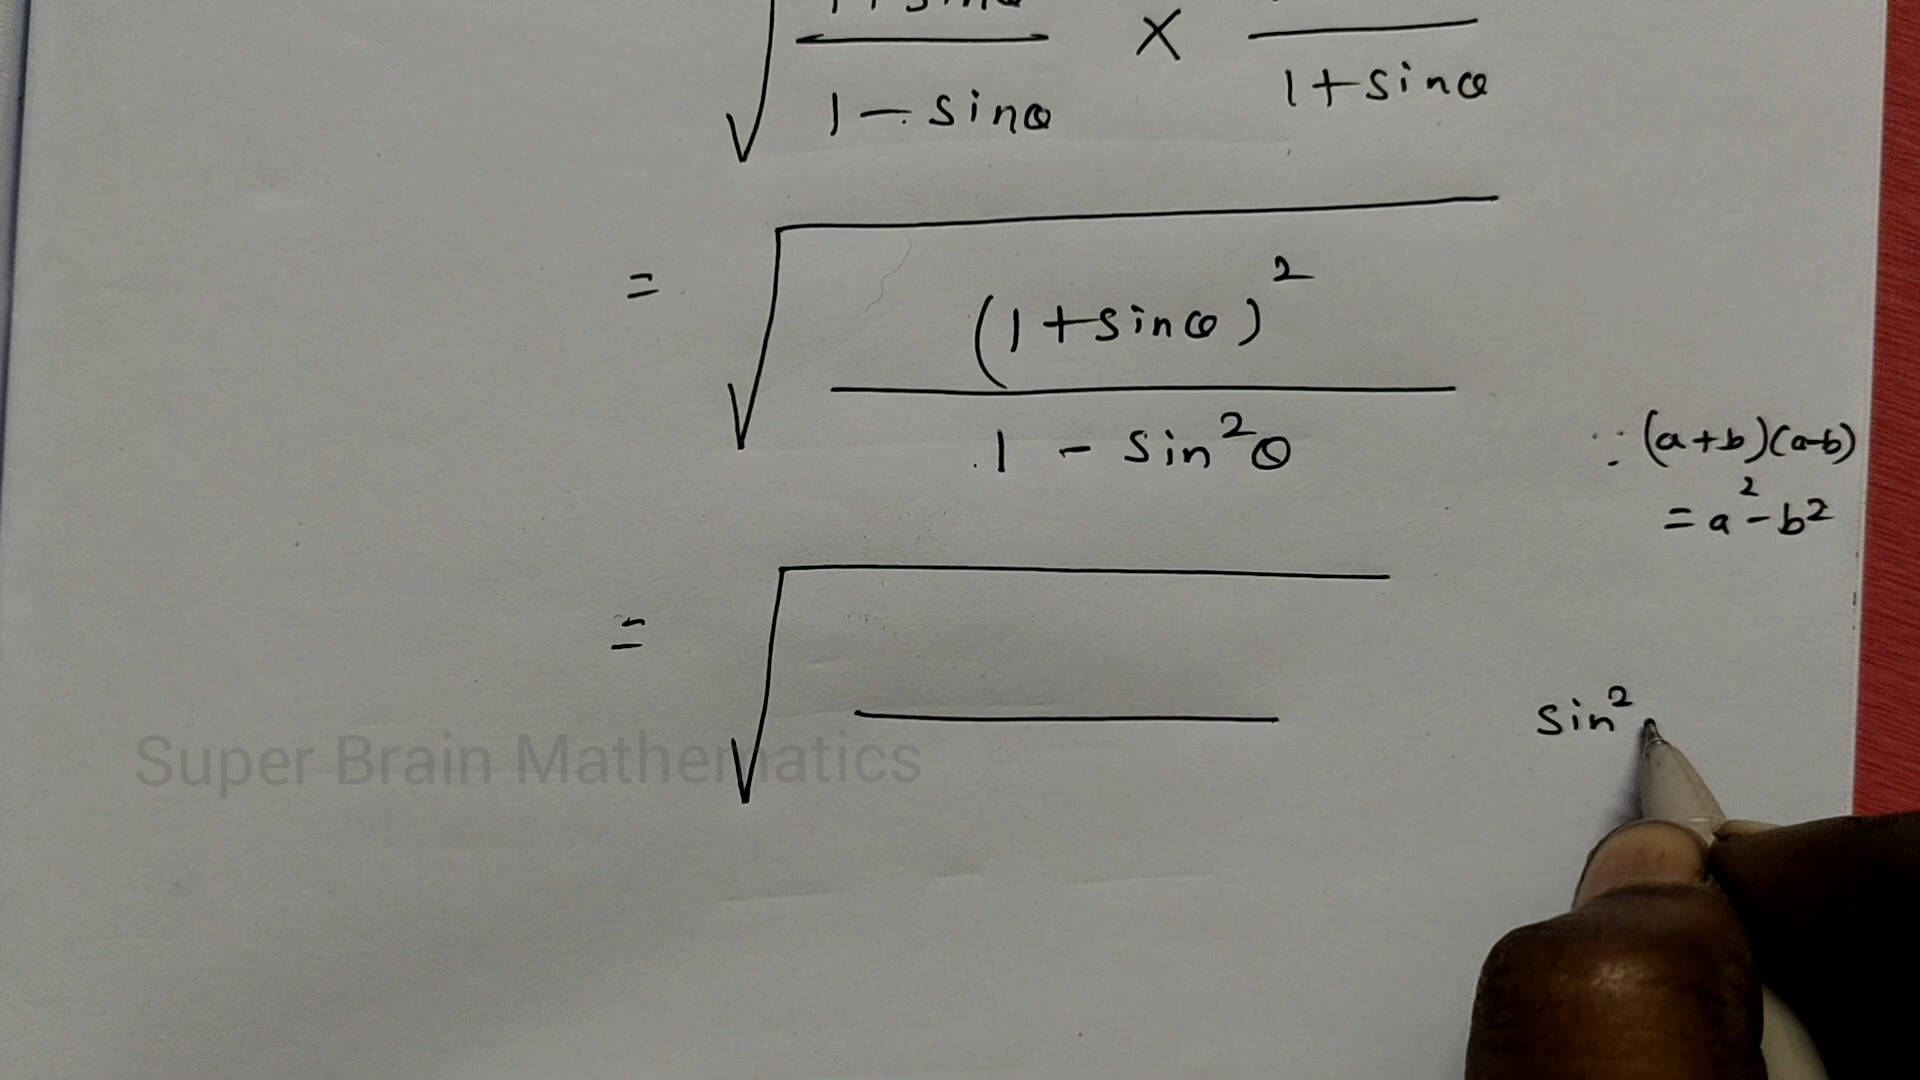 1 - sinθ × 1 + sinθ
= √ (1 + sinθ)²
1 - sin²θ
∵ (a+b)(a-b)
= a² - b²
= √
sin²
Super Brain Mathematics